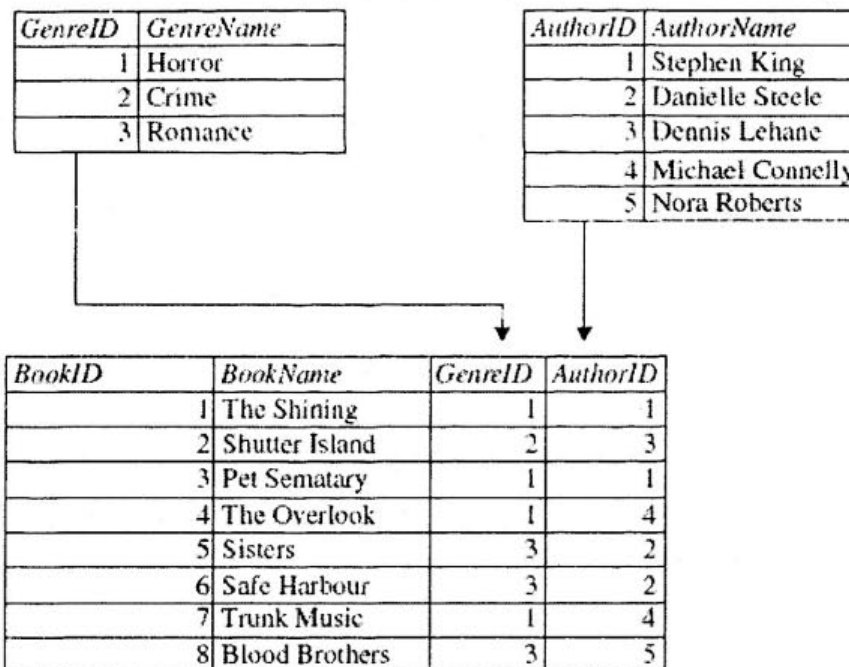 GenreID GenreName
1 Horror
2 Crime
3 Romance
AuthorID AuthorName
1 Stephen King
2 Danielle Steele
3 Dennis Lehane
4 Michael Connelly
5 Nora Roberts
BookID BookName GenreID AuthorID
1 The Shining 1 1
2 Shutter Island 2 3
3 Pet Sematary 1 1
4 The Overlook 1 4
5 Sisters 3 2
6 Safe Harbour 3 2
7 Trunk Music 1 4
8 Blood Brothers 3 5